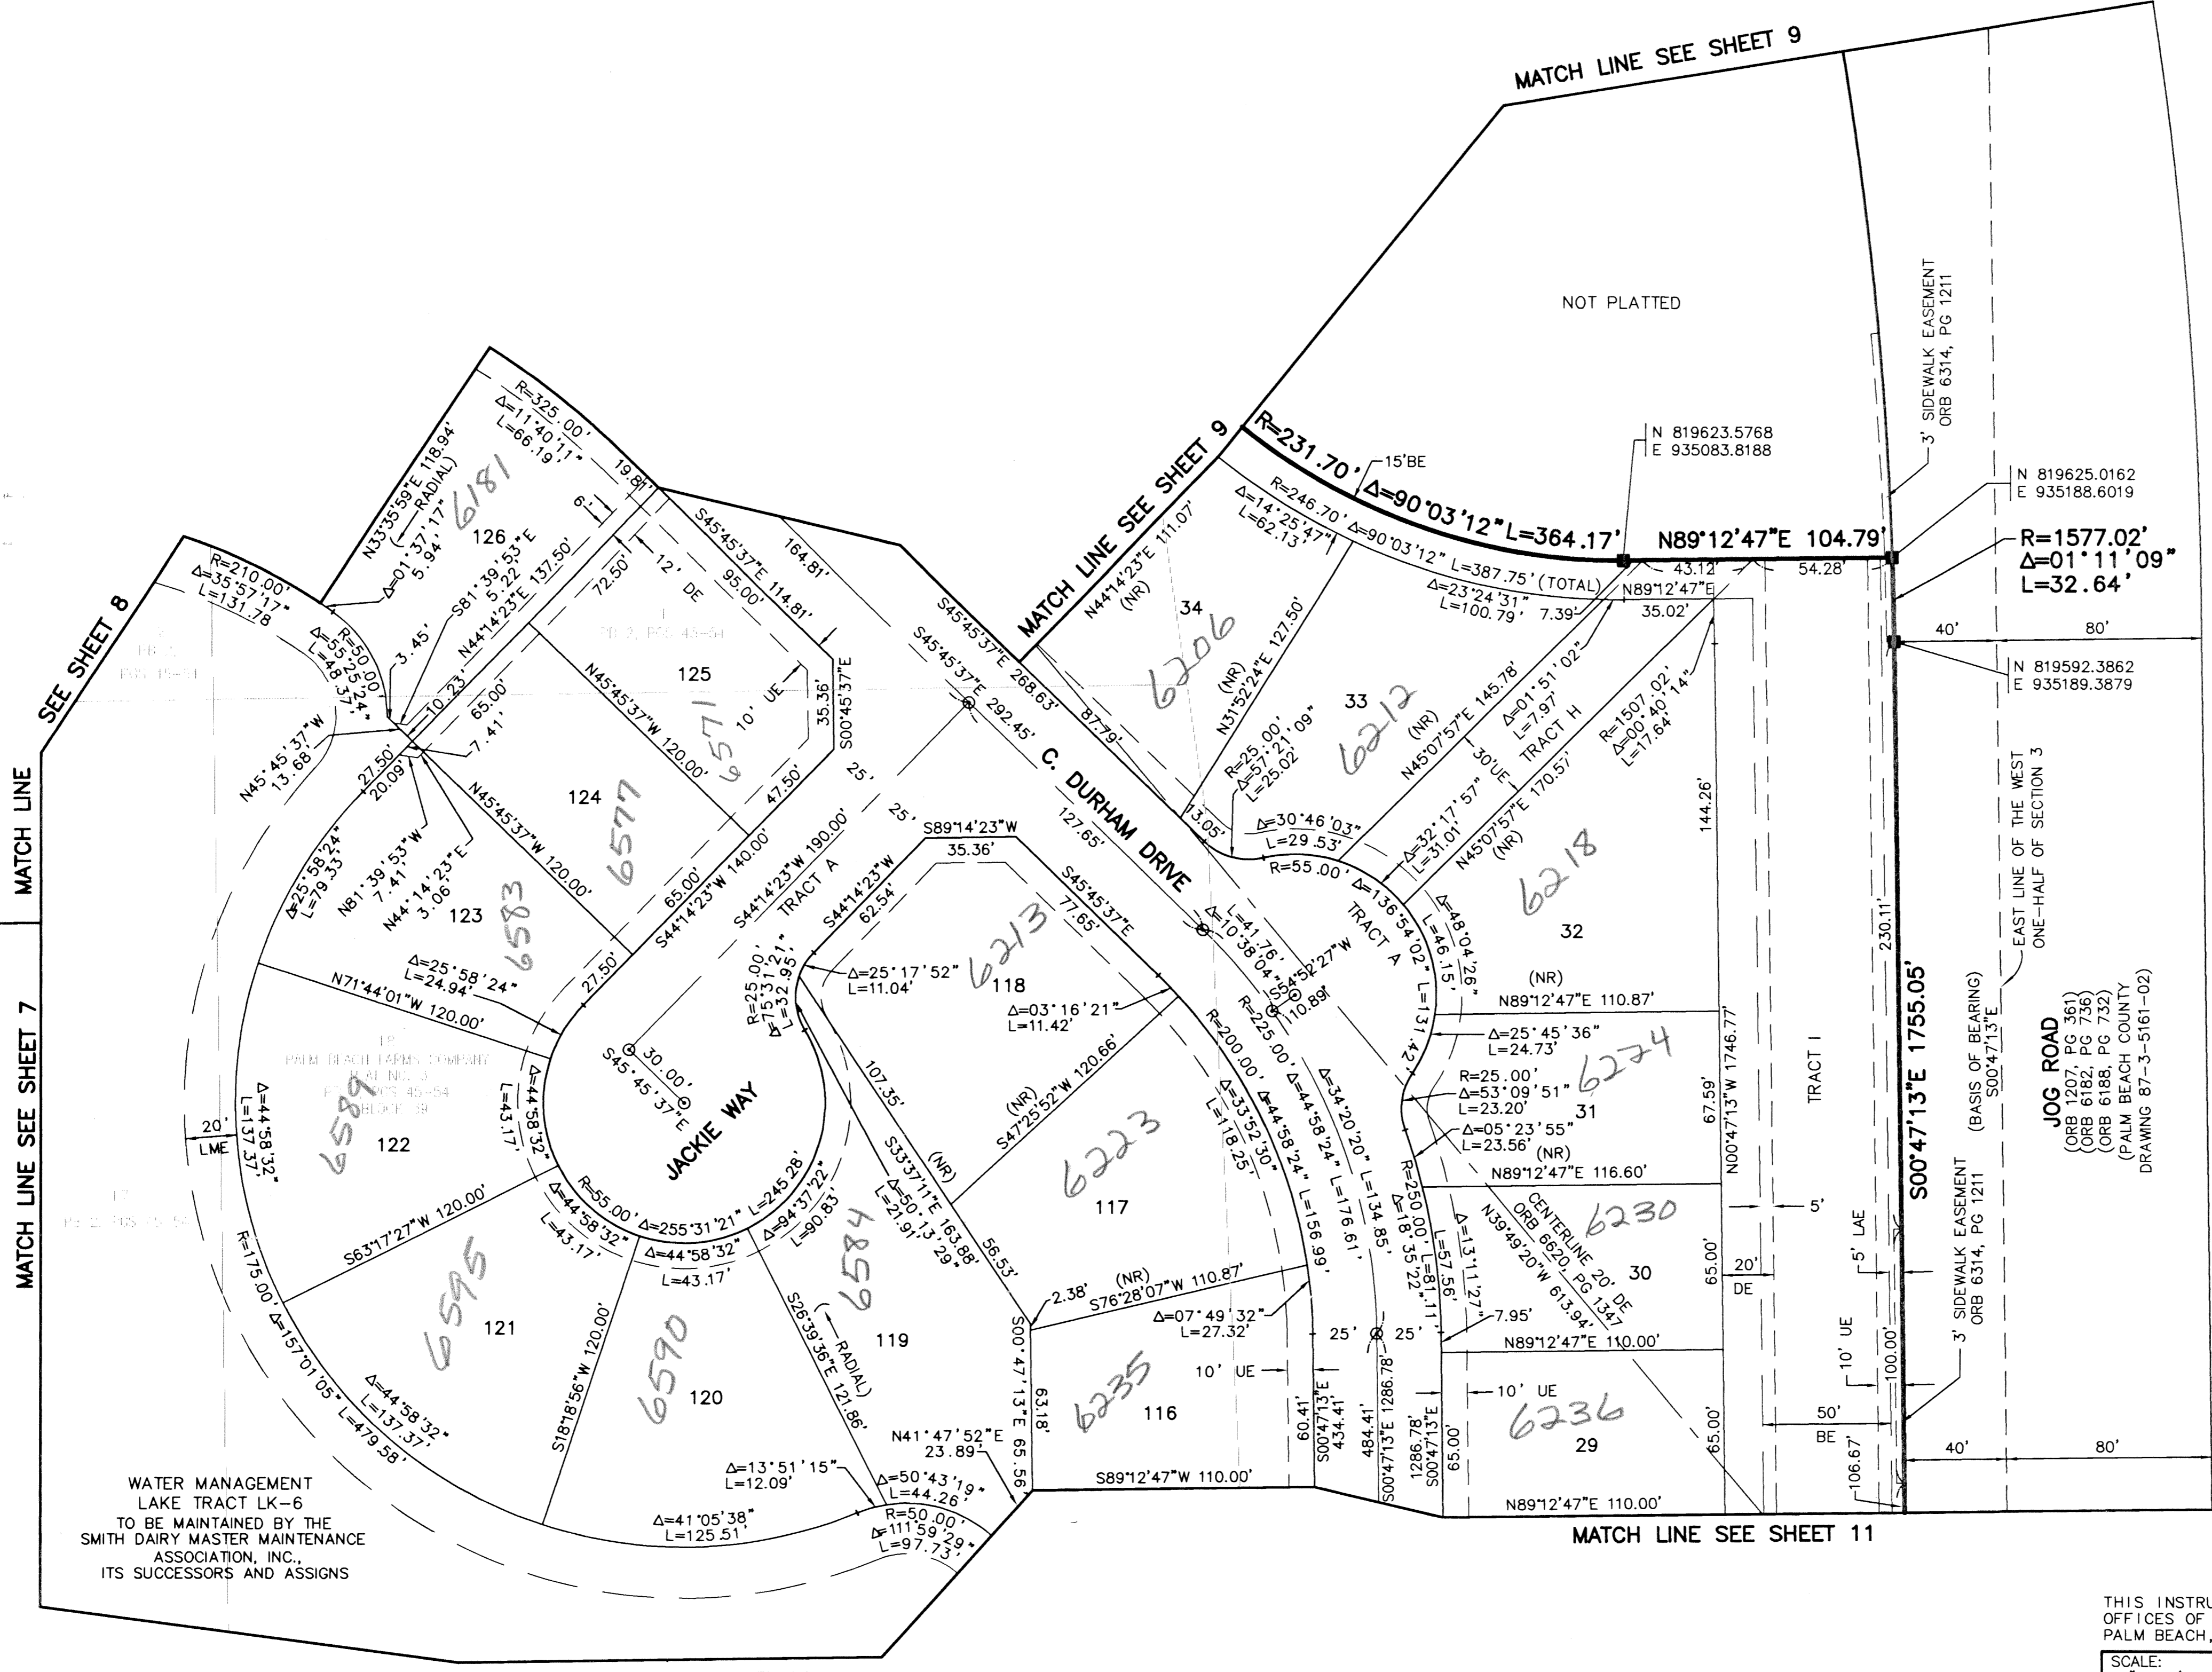 MATCH LINE SEE SHEET 9
NOT PLATTED
3' SIDEWALK EASEMENT
ORB 6314, PG 1211
N 819623.5768
E 935083.8188
N 819625.0162
E 935188.6019
R=1577.02'
Δ=01°11'09"
L=32.64'
40'
80'
N 819592.3862
E 935189.3879
MATCH LINE SEE SHEET 9
R=231.70' Δ=90°03'12" L=364.17'
N89°12'47"E 104.79'
15'BE
43.12'
54.28'
R=246.70' Δ=90°03'12" L=387.75' (TOTAL)
Δ=14°25'47"
L=62.13'
Δ=23°24'31"
L=100.79'
7.39'
N89°12'47"E
35.02'
N44°14'23"E 111.07'
(NR)
34
6206
(NR)
N31°52'24"E 127.50'
33
6212
R=25.00'
Δ=57°21'09"
L=25.02'
(NR)
N45°07'57"E 145.78'
Δ=01°51'02"
L=7.97'
TRACT H
30'UE
N45°07'57"E 170.57'
(NR)
R=1507.02'
Δ=00°40'14"
L=17.64'
Δ=30°46'03"
L=29.53'
R=55.00' Δ=136°54'02" L=131.42'
Δ=32°17'57"
L=31.01'
Δ=48°04'26"
L=46.15'
TRACT A
6218
32
144.26'
(NR)
N89°12'47"E 110.87'
Δ=25°45'36"
L=24.73'
R=25.00'
Δ=53°09'51"
L=23.20'
6224
31
67.59'
Δ=05°23'55"
L=23.56'
(NR)
N89°12'47"E 116.60'
R=250.00' L=81.11'
Δ=18°35'22"
L=57.56'
Δ=13°11'27"
CENTERLINE 20' DE
ORB 6620, PG 1347
N39°49'20"W 613.94'
6230
30
65.00'
7.95'
N89°12'47"E 110.00'
10' UE
6236
29
65.00'
65.00'
N89°12'47"E 110.00'
MATCH LINE SEE SHEET 11
N00°47'13"W 1746.77'
TRACT I
230.11'
5'
20'
DE
5' LAE
10' UE
100.00'
50'
BE
106.67'
S00°47'13"E 1755.05'
3' SIDEWALK EASEMENT
ORB 6314, PG 1211
(BASIS OF BEARING)
S00°47'13"E
EAST LINE OF THE WEST
ONE-HALF OF SECTION 3
JOG ROAD
(ORB 1207, PG 361)
(ORB 6182, PG 736)
(ORB 6188, PG 732)
(PALM BEACH COUNTY
DRAWING 87-3-5161-02)
40'
80'
SEE SHEET 8
MATCH LINE
MATCH LINE SEE SHEET 7
R=325.00'
Δ=11°40'11"
L=66.19'
19.81'
6'
N33°35'59"E 118.94'
(RADIAL)
6181
126
Δ=01°37'17"
5.94'
S81°39'53"E
5.22'
N44°14'23"E 137.50'
72.50'
12' DE
95.00'
S45°45'37"E 114.81'
164.81'
R=210.00'
Δ=35°57'17"
L=131.78
R=50.00'
Δ=55°25'24"
L=48.37'
3.45'
10.23'
65.00'
7.41'
N45°45'37"W
13.68'
27.50'
20.09'
N81°39'53"W
7.41'
N44°14'23"E
3.06'
N45°45'37"W 120.00'
125
6571
10' UE
35.36'
S00°45'37"E
47.50'
124
6577
N45°45'37"W 120.00'
123
6583
Δ=25°58'24"
L=79.33'
65.00'
S44°14'23"W 140.00'
25'
25'
S44°14'23"W 190.00'
TRACT A
27.50'
Δ=25°58'24"
L=24.94'
N71°44'01"W 120.00'
PALM BEACH FARMS COMPANY
PLAT NO. 3
6589
122
20'
LME
Δ=44°58'32"
L=137.37'
Δ=44°58'32"
L=43.17'
30.00'
S45°45'37"E
JACKIE WAY
R=55.00' Δ=255°31'21" L=245.28'
Δ=44°58'32"
L=43.17'
Δ=44°58'32"
L=43.17'
Δ=94°37'22"
L=90.83'
S63°17'27"W 120.00'
R=175.00' Δ=157°01'05" L=479.58'
6595
121
Δ=44°58'32"
L=137.37'
S18°18'56"W 120.00'
6590
120
S26°39'36"E 121.86'
(RADIAL)
6584
119
Δ=13°51'15"
L=12.09'
Δ=41°05'38"
L=125.51'
Δ=50°43'19"
L=44.26'
R=50.00'
Δ=111°59'29"
L=97.73'
N41°47'52"E
23.89'
WATER MANAGEMENT
LAKE TRACT LK-6
TO BE MAINTAINED BY THE
SMITH DAIRY MASTER MAINTENANCE
ASSOCIATION, INC.,
ITS SUCCESSORS AND ASSIGNS
S45°45'37"E 268.63'
S45°45'37"E 292.45'
87.79'
13.05'
C. DURHAM DRIVE
127.65'
S89°14'23"W
35.36'
S44°14'23"W
62.54'
S45°45'37"E
77.65'
6213
118
R=25.00'
Δ=75°31'21"
L=32.95'
Δ=25°17'52"
L=11.04'
Δ=03°16'21"
L=11.42'
107.35'
(NR)
S47°25'52"W 120.66'
(NR)
S33°37'11"E 163.88'
Δ=50°13'29"
L=21.91'
56.53'
6223
117
L=41.76'
Δ=10°38'04"
S54°52'27"W
10.89'
R=225.00' Δ=44°58'24" L=176.61'
Δ=34°20'20" L=134.85'
R=200.00' Δ=44°58'24" L=156.99'
Δ=33°52'30"
L=118.25'
2.38'
(NR)
S76°28'07"W 110.87'
Δ=07°49'32"
L=27.32'
S00°47'13"E 65.56'
63.18'
6235
116
10' UE
60.41'
S00°47'13"E
434.41'
25'
25'
484.41'
S00°47'13"E 1286.78'
1286.78'
S00°47'13"E
S89°12'47"W 110.00'
THIS INSTRU
OFFICES OF
PALM BEACH,
SCALE: